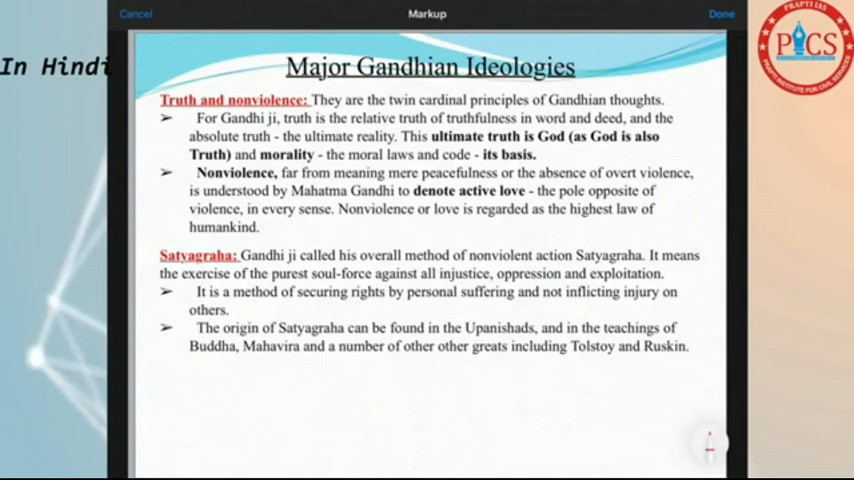 Cancel
Markup
Done
PRAPTI IAS
PiCS
PRAPTI INSTITUTE FOR CIVIL SERVICES
In Hindi
Major Gandhian Ideologies
Truth and nonviolence: They are the twin cardinal principles of Gandhian thoughts.
➢ For Gandhi ji, truth is the relative truth of truthfulness in word and deed, and the
absolute truth - the ultimate reality. This ultimate truth is God (as God is also
Truth) and morality - the moral laws and code - its basis.
➢ Nonviolence, far from meaning mere peacefulness or the absence of overt violence,
is understood by Mahatma Gandhi to denote active love - the pole opposite of
violence, in every sense. Nonviolence or love is regarded as the highest law of
humankind.
Satyagraha: Gandhi ji called his overall method of nonviolent action Satyagraha. It means
the exercise of the purest soul-force against all injustice, oppression and exploitation.
➢ It is a method of securing rights by personal suffering and not inflicting injury on
others.
➢ The origin of Satyagraha can be found in the Upanishads, and in the teachings of
Buddha, Mahavira and a number of other other greats including Tolstoy and Ruskin.